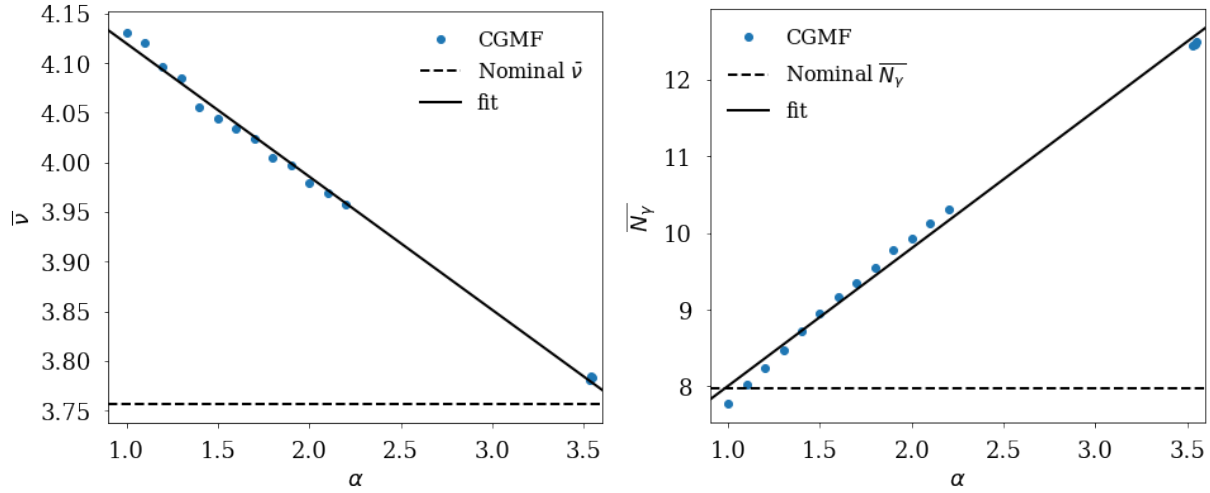 4.15
4.10
4.05
4.00
3.95
3.90
3.85
3.80
3.75
ν̅
CGMF
Nominal ν̄
fit
1.0 1.5 2.0 2.5 3.0 3.5
α
12
11
10
9
8
N̅γ̅
CGMF
Nominal N̅γ̅
fit
1.0 1.5 2.0 2.5 3.0 3.5
α